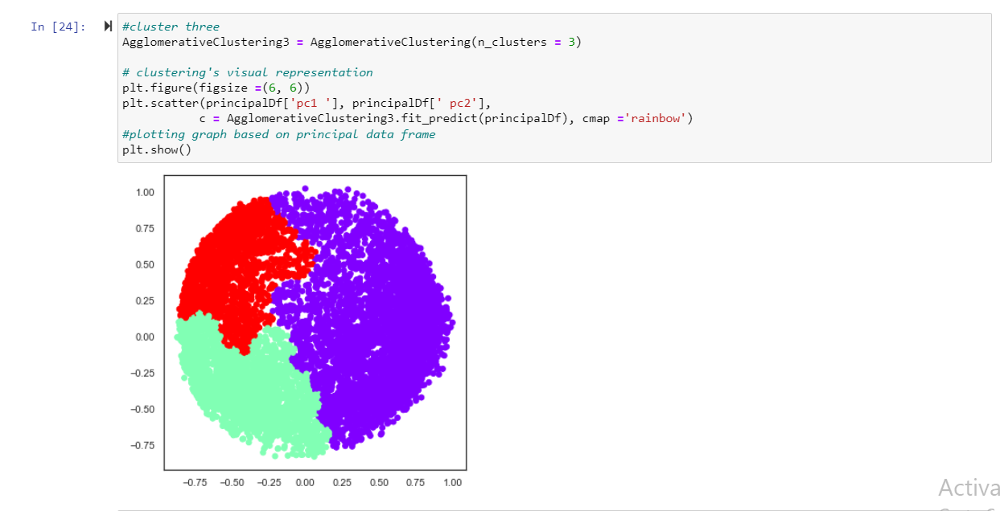 In [24]:
#cluster three
AgglomerativeClustering3 = AgglomerativeClustering(n_clusters = 3)
# clustering's visual representation
plt.figure(figsize =(6, 6))
plt.scatter(principalDf['pc1 '], principalDf[' pc2'],
c = AgglomerativeClustering3.fit_predict(principalDf), cmap ='rainbow')
#plotting graph based on principal data frame
plt.show()
1.00
0.75
0.50
0.25
0.00
−0.25
−0.50
−0.75
−0.75 −0.50 −0.25 0.00 0.25 0.50 0.75 1.00
Activa